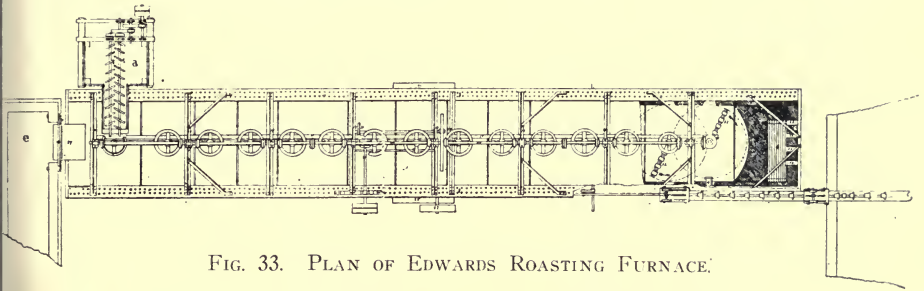 a
e
FIG. 33. PLAN OF EDWARDS ROASTING FURNACE.